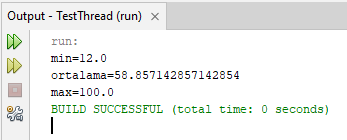 Output - TestThread (run)
run:
min=12.0
ortalama=58.857142857142854
max=100.0
BUILD SUCCESSFUL (total time: 0 seconds)